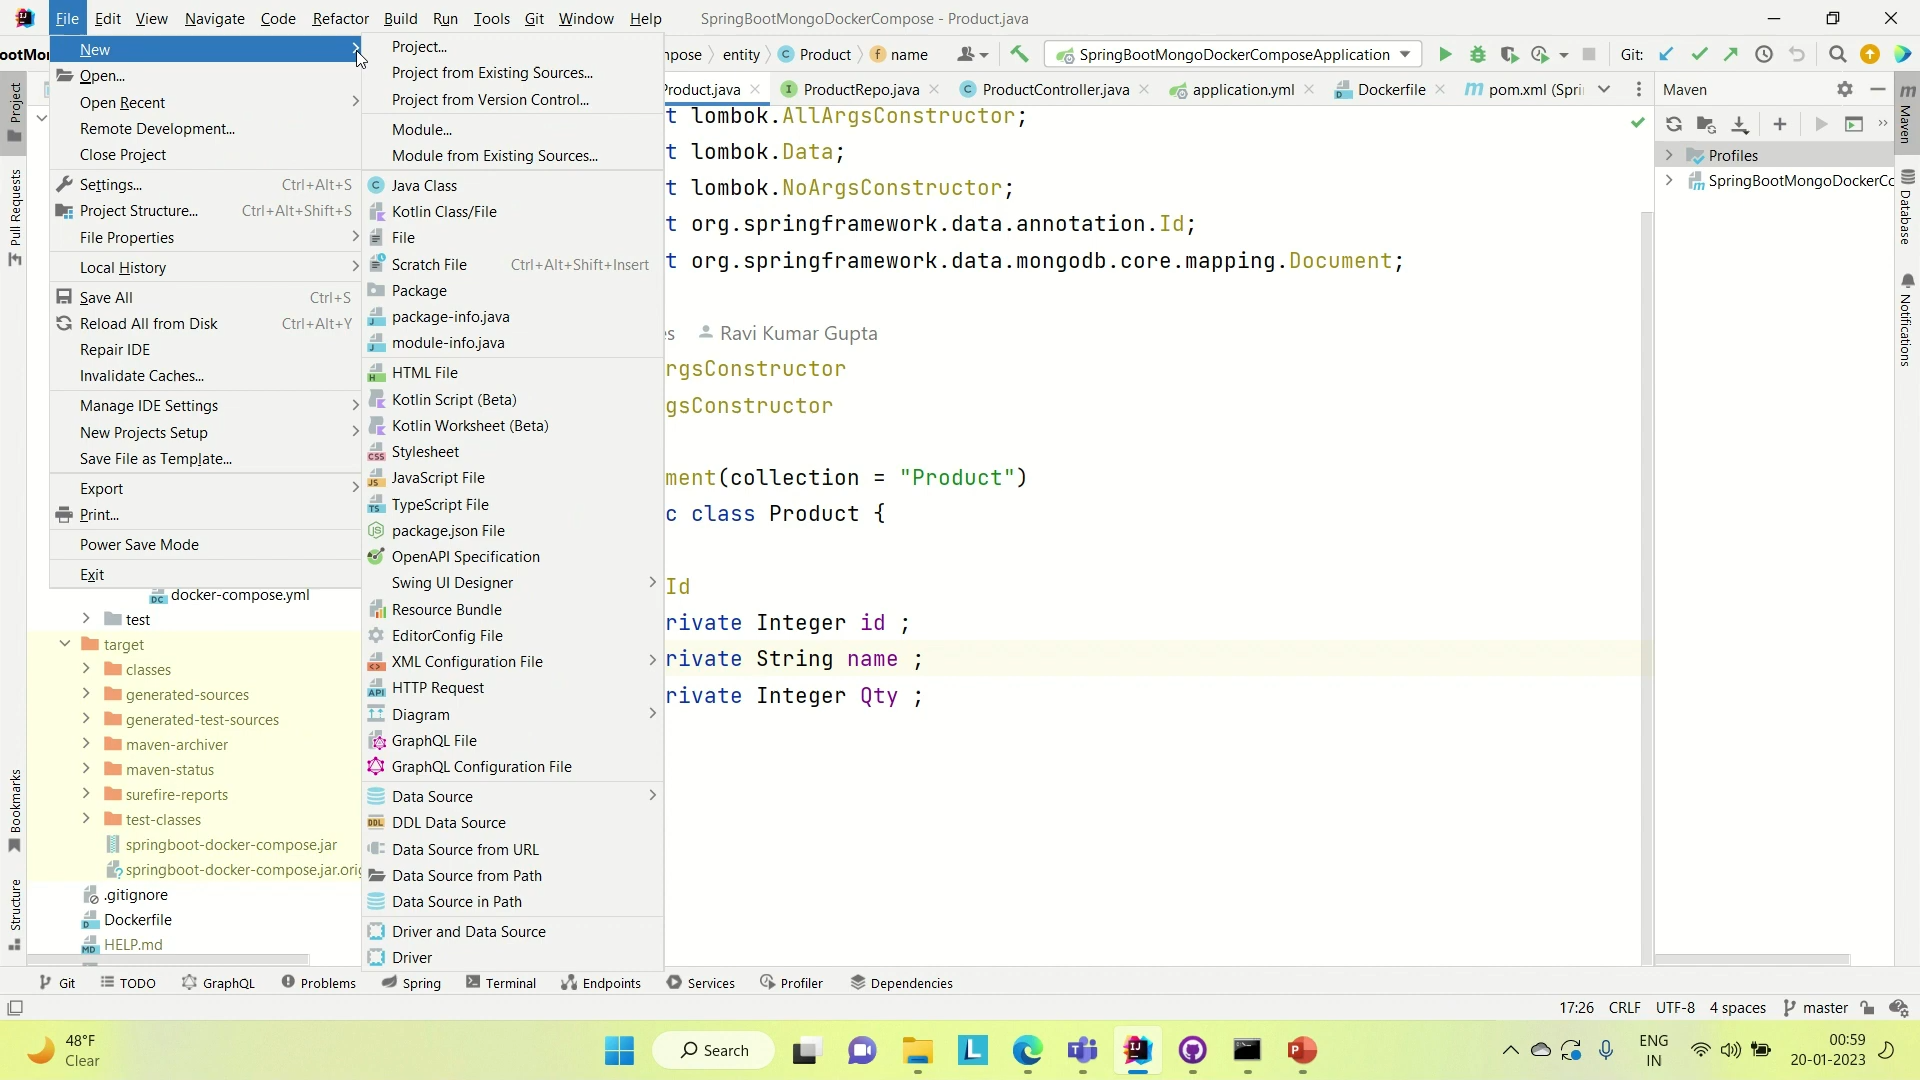 File Edit View Navigate Code Refactor Build Run Tools Git Window Help SpringBootMongoDockerCompose - Product.java
ootMon
mpose entity Product name SpringBootMongoDockerComposeApplication Git:
Product.java ProductRepo.java ProductController.java application.yml Dockerfile pom.xml (Spri
Maven
Profiles
SpringBootMongoDockerCo
New
Open...
Open Recent
Remote Development...
Close Project
Settings... Ctrl+Alt+S
Project Structure... Ctrl+Alt+Shift+S
File Properties
Local History
Save All Ctrl+S
Reload All from Disk Ctrl+Alt+Y
Repair IDE
Invalidate Caches...
Manage IDE Settings
New Projects Setup
Save File as Template...
Export
Print...
Power Save Mode
Exit
Project...
Project from Existing Sources...
Project from Version Control...
Module...
Module from Existing Sources...
Java Class
Kotlin Class/File
File
Scratch File Ctrl+Alt+Shift+Insert
Package
package-info.java
module-info.java
HTML File
Kotlin Script (Beta)
Kotlin Worksheet (Beta)
Stylesheet
JavaScript File
TypeScript File
package.json File
OpenAPI Specification
Swing UI Designer
Resource Bundle
EditorConfig File
XML Configuration File
HTTP Request
Diagram
GraphQL File
GraphQL Configuration File
Data Source
DDL Data Source
Data Source from URL
Data Source from Path
Data Source in Path
Driver and Data Source
Driver
t lombok.AllArgsConstructor;
t lombok.Data;
t lombok.NoArgsConstructor;
t org.springframework.data.annotation.Id;
t org.springframework.data.mongodb.core.mapping.Document;
es Ravi Kumar Gupta
rgsConstructor
gsConstructor
ment(collection = "Product")
c class Product {
Id
rivate Integer id ;
rivate String name ;
rivate Integer Qty ;
docker-compose.yml
test
target
classes
generated-sources
generated-test-sources
maven-archiver
maven-status
surefire-reports
test-classes
springboot-docker-compose.jar
springboot-docker-compose.jar.orig
.gitignore
Dockerfile
HELP.md
Project
Pull Requests
Bookmarks
Structure
Maven
Database
Notifications
Git TODO GraphQL Problems Spring Terminal Endpoints Services Profiler Dependencies
17:26 CRLF UTF-8 4 spaces master
48°F
Clear
Search
ENG
IN
00:59
20-01-2023